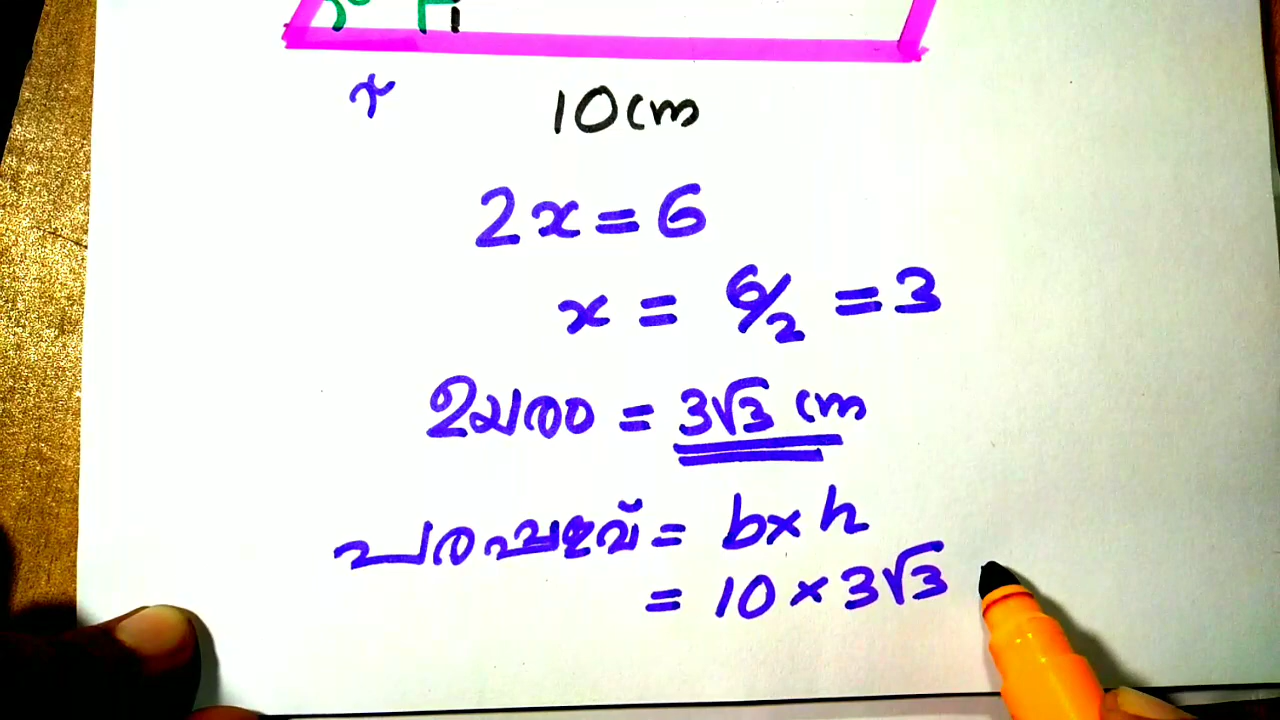 x 10cm
2x = 6
x = 6/2 = 3
ഉയരം = 3√3 cm
പരപ്പളവ് = b×h
= 10 × 3√3